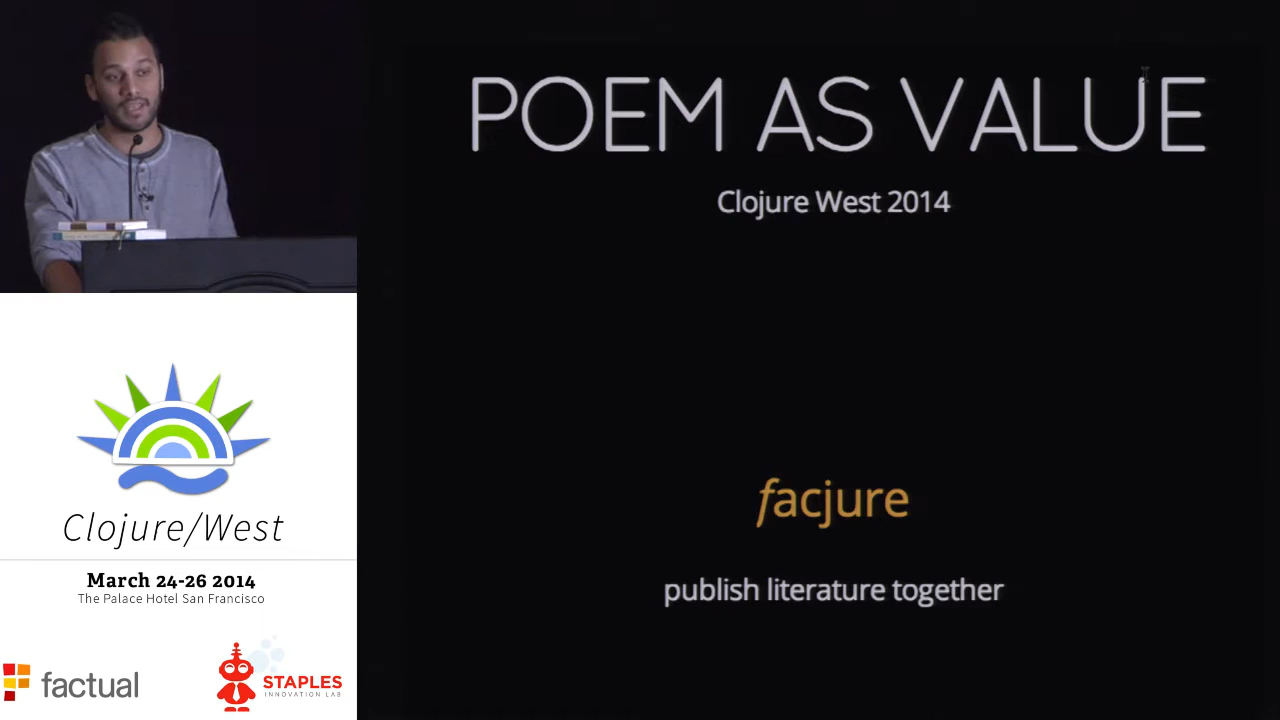 POEM AS VALUE
Clojure West 2014
facjure
publish literature together
Clojure/West
March 24-26 2014
The Palace Hotel San Francisco
factual
STAPLES
INNOVATION LAB